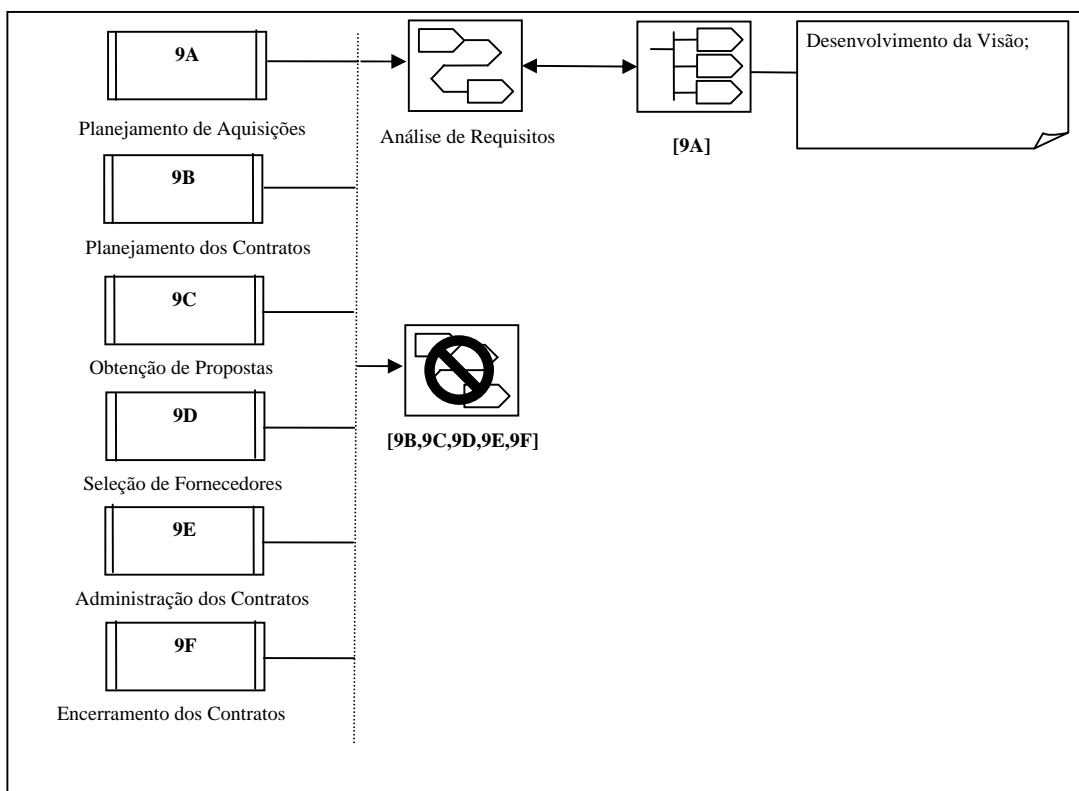 9A
Planejamento de Aquisições
9B
Planejamento dos Contratos
9C
Obtenção de Propostas
9D
Seleção de Fornecedores
9E
Administração dos Contratos
9F
Encerramento dos Contratos
Análise de Requisitos
[9B,9C,9D,9E,9F]
[9A]
Desenvolvimento da Visão;